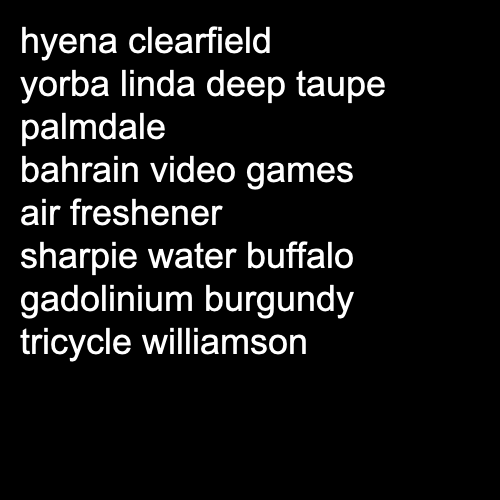 hyena clearfield
yorba linda deep taupe
palmdale
bahrain video games
air freshener
sharpie water buffalo
gadolinium burgundy
tricycle williamson